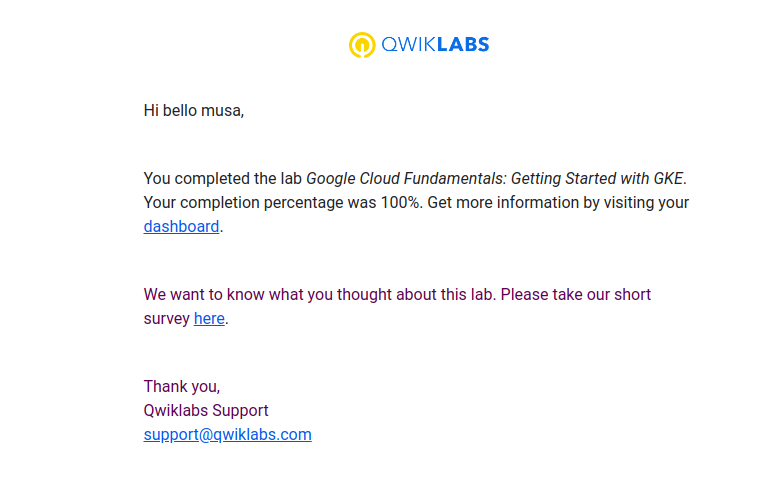 QWIKLABS
Hi bello musa,
You completed the lab Google Cloud Fundamentals: Getting Started with GKE.
Your completion percentage was 100%. Get more information by visiting your
dashboard.
We want to know what you thought about this lab. Please take our short
survey here.
Thank you,
Qwiklabs Support
support@qwiklabs.com